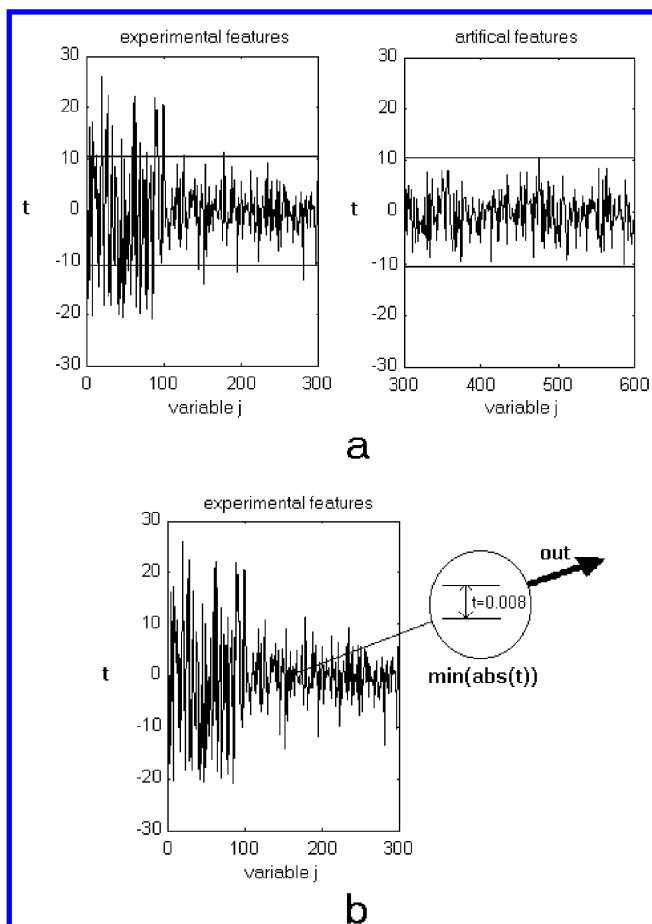 experimental features
artifical features
30
20
10
0
-10
-20
-30
t
0
100
200
300
variable j
30
20
10
0
-10
-20
-30
t
300
400
500
600
variable j
a
experimental features
30
20
10
0
-10
-20
-30
t
0
100
200
300
variable j
out
t=0.008
min(abs(t))
b